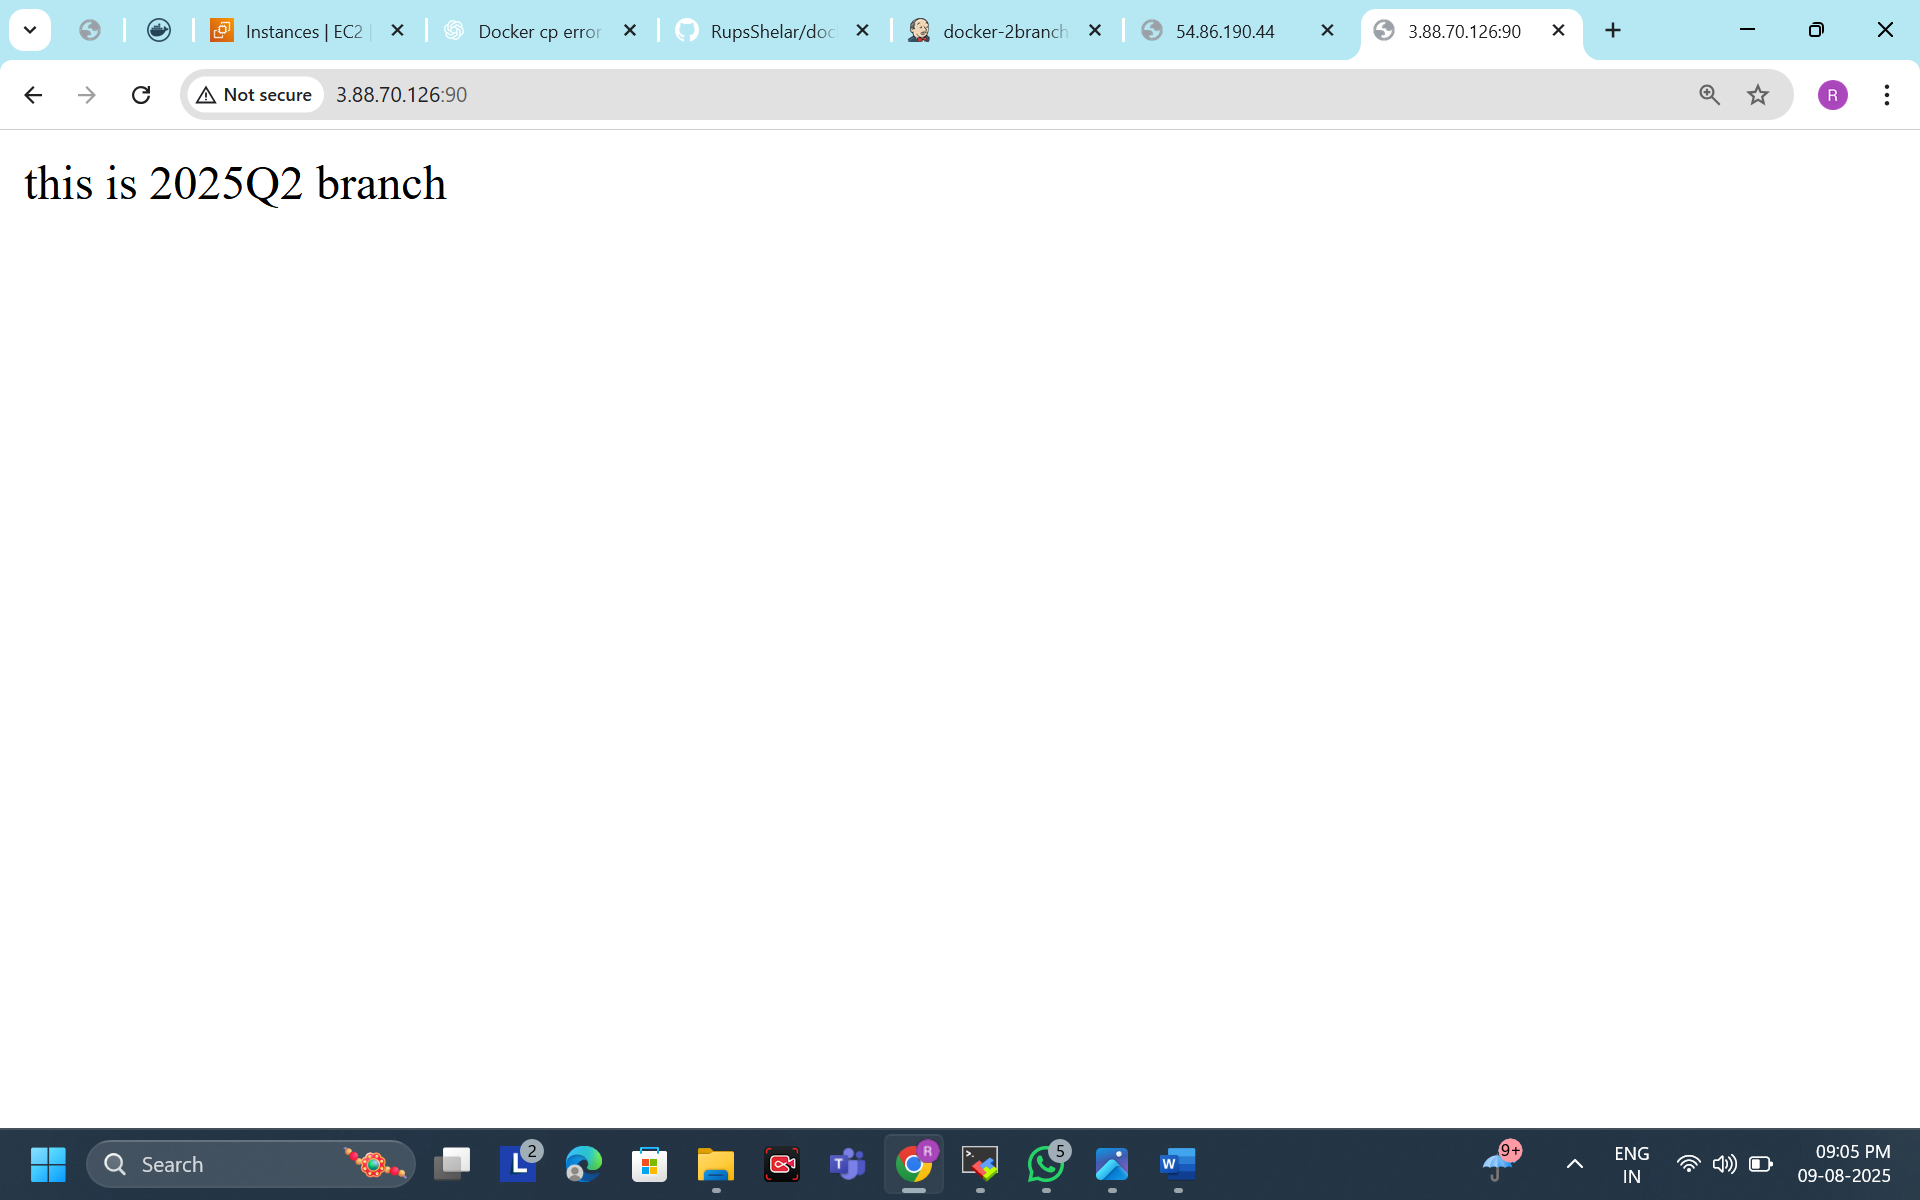 Instances | EC2
Docker cp error
RupsShelar/doc
docker-2branch
54.86.190.44
3.88.70.126:90
Not secure
3.88.70.126:90
R
this is 2025Q2 branch
Search
L
2
T
R
5
W
9+
ENG
IN
09:05 PM
09-08-2025